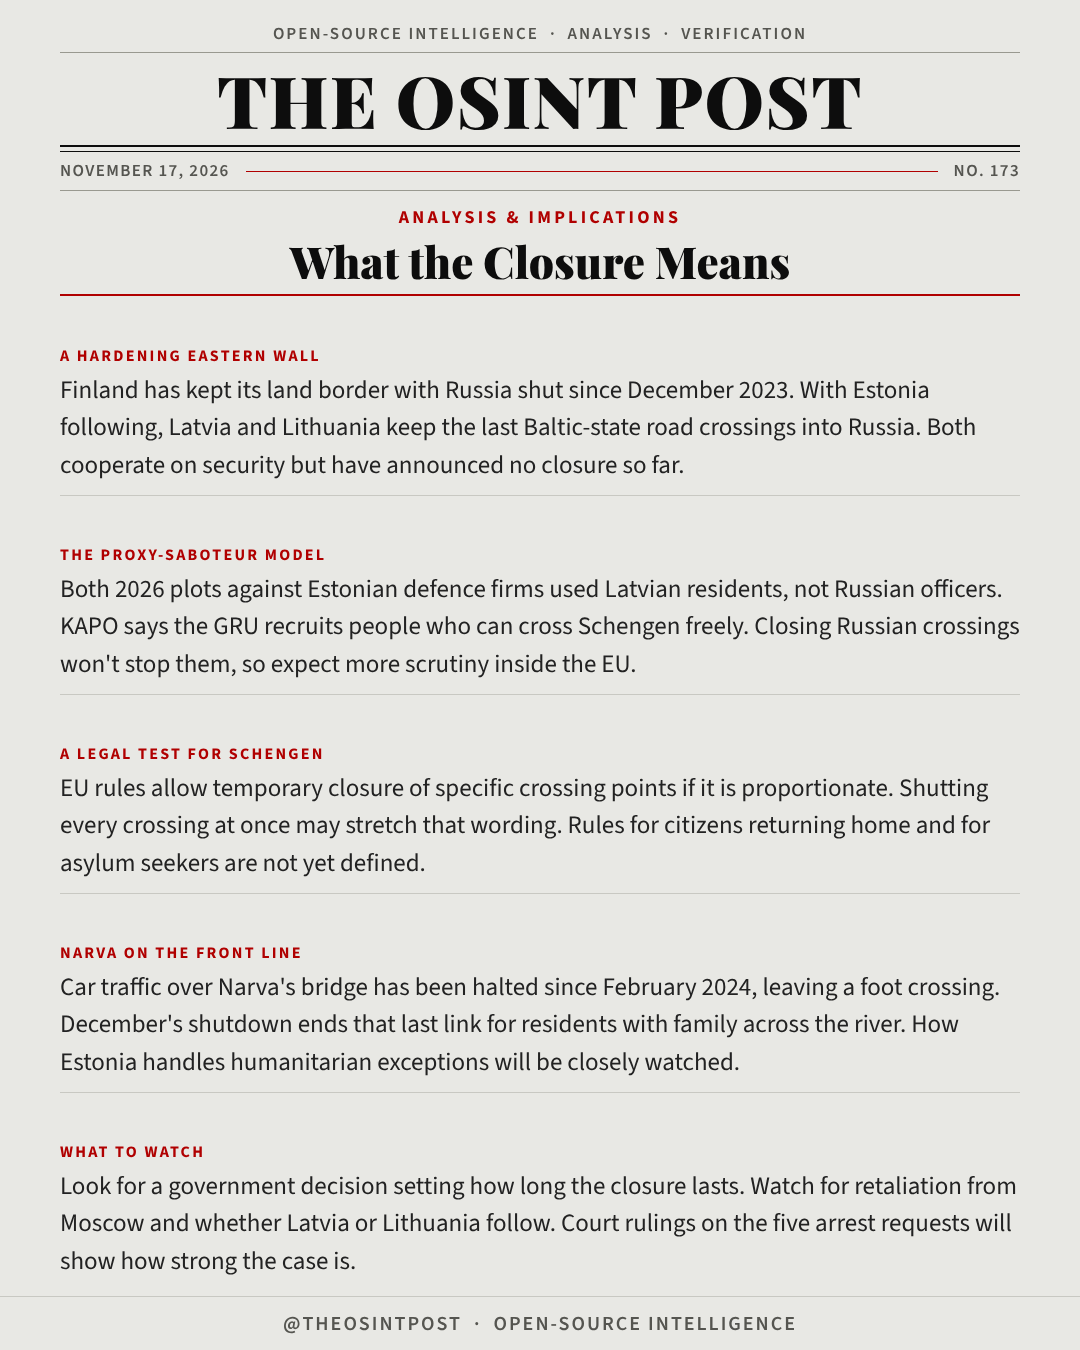 OPEN-SOURCE INTELLIGENCE · ANALYSIS · VERIFICATION
THE OSINT POST
NOVEMBER 17, 2026 NO. 173
ANALYSIS & IMPLICATIONS
What the Closure Means
A HARDENING EASTERN WALL
Finland has kept its land border with Russia shut since December 2023. With Estonia
following, Latvia and Lithuania keep the last Baltic-state road crossings into Russia. Both
cooperate on security but have announced no closure so far.
THE PROXY-SABOTEUR MODEL
Both 2026 plots against Estonian defence firms used Latvian residents, not Russian officers.
KAPO says the GRU recruits people who can cross Schengen freely. Closing Russian crossings
won't stop them, so expect more scrutiny inside the EU.
A LEGAL TEST FOR SCHENGEN
EU rules allow temporary closure of specific crossing points if it is proportionate. Shutting
every crossing at once may stretch that wording. Rules for citizens returning home and for
asylum seekers are not yet defined.
NARVA ON THE FRONT LINE
Car traffic over Narva's bridge has been halted since February 2024, leaving a foot crossing.
December's shutdown ends that last link for residents with family across the river. How
Estonia handles humanitarian exceptions will be closely watched.
WHAT TO WATCH
Look for a government decision setting how long the closure lasts. Watch for retaliation from
Moscow and whether Latvia or Lithuania follow. Court rulings on the five arrest requests will
show how strong the case is.
@THEOSINTPOST · OPEN-SOURCE INTELLIGENCE